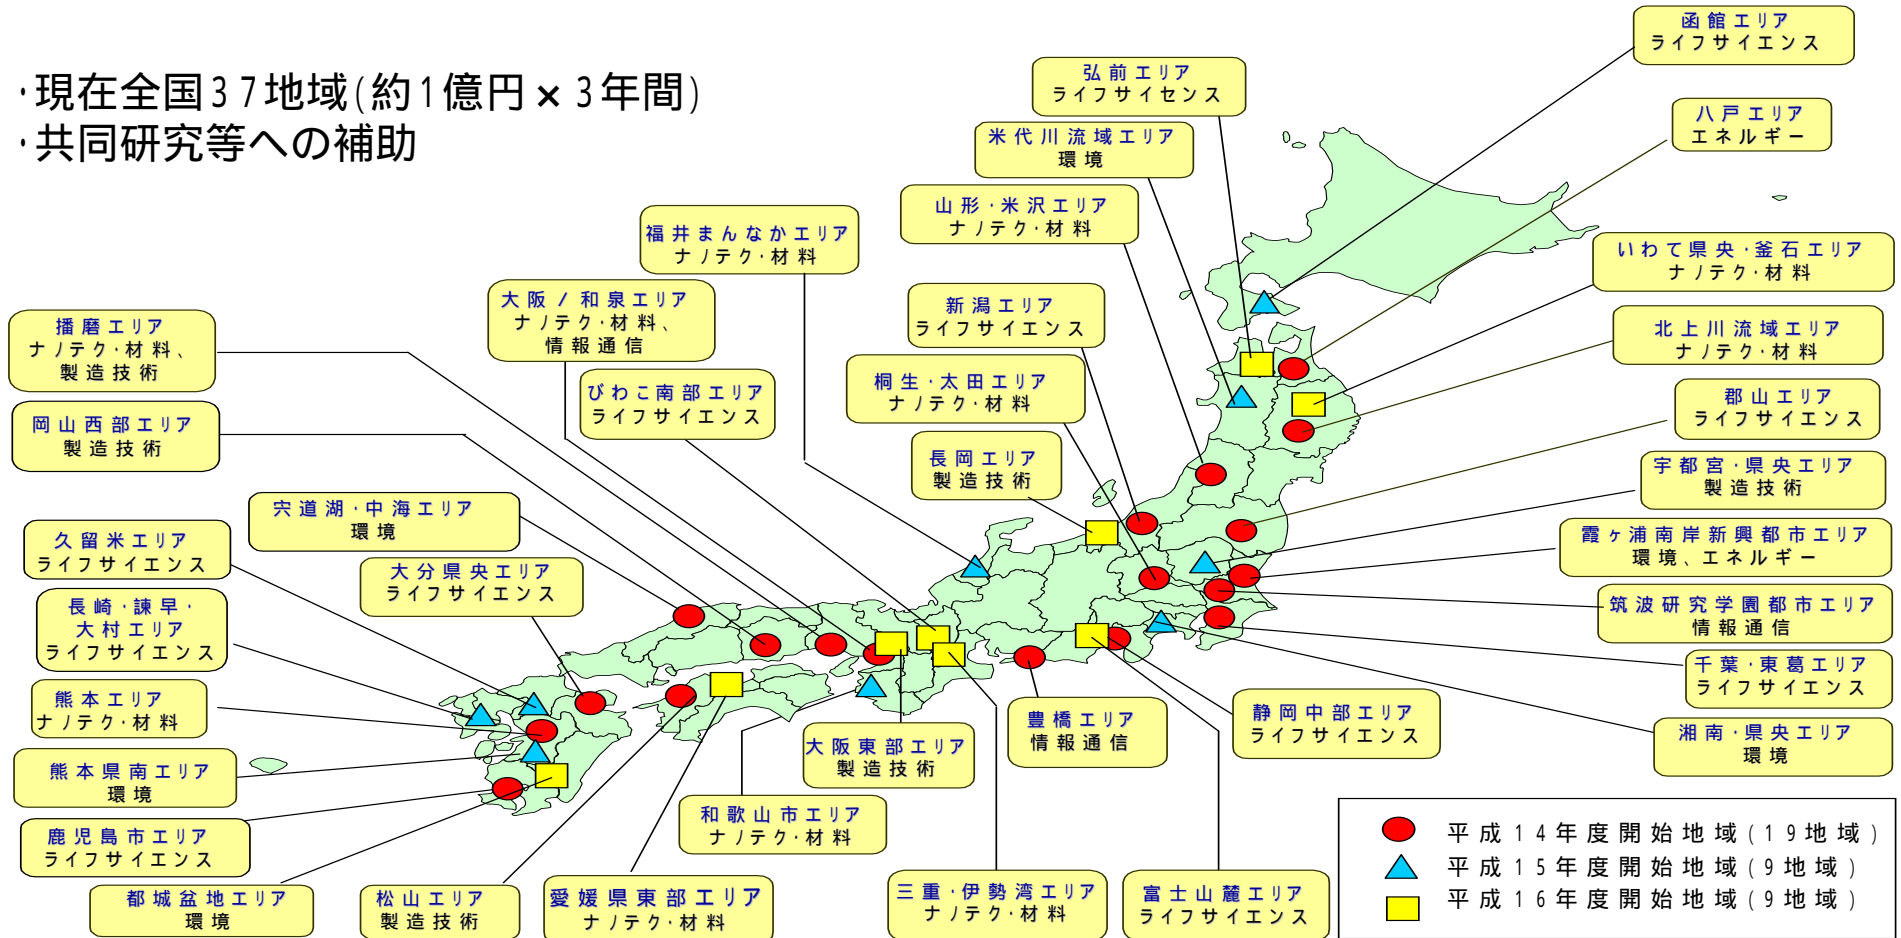 ・現在全国37地域(約1億円×3年間)
・共同研究等への補助
函館エリア
ライフサイエンス
弘前エリア
ライフサイセンス
八戸エリア
エネルギー
米代川流域エリア
環境
山形・米沢エリア
ナノテク・材料
福井まんなかエリア
ナノテク・材料
いわて県央・釜石エリア
ナノテク・材料
大阪/和泉エリア
ナノテク・材料、
情報通信
新潟エリア
ライフサイエンス
北上川流域エリア
ナノテク・材料
播磨エリア
ナノテク・材料、
製造技術
びわこ南部エリア
ライフサイエンス
桐生・太田エリア
ナノテク・材料
郡山エリア
ライフサイエンス
岡山西部エリア
製造技術
長岡エリア
製造技術
宇都宮・県央エリア
製造技術
宍道湖・中海エリア
環境
久留米エリア
ライフサイエンス
霞ヶ浦南岸新興都市エリア
環境、エネルギー
大分県央エリア
ライフサイエンス
長崎・諫早・
大村エリア
ライフサイエンス
筑波研究学園都市エリア
情報通信
千葉・東葛エリア
ライフサイエンス
熊本エリア
ナノテク・材料
豊橋エリア
情報通信
静岡中部エリア
ライフサイエンス
湘南・県央エリア
環境
大阪東部エリア
製造技術
熊本県南エリア
環境
和歌山市エリア
ナノテク・材料
鹿児島市エリア
ライフサイエンス
都城盆地エリア
環境
松山エリア
製造技術
愛媛県東部エリア
ナノテク・材料
三重・伊勢湾エリア
ナノテク・材料
富士山麓エリア
ライフサイエンス
平成14年度開始地域(19地域)
平成15年度開始地域(9地域)
平成16年度開始地域(9地域)